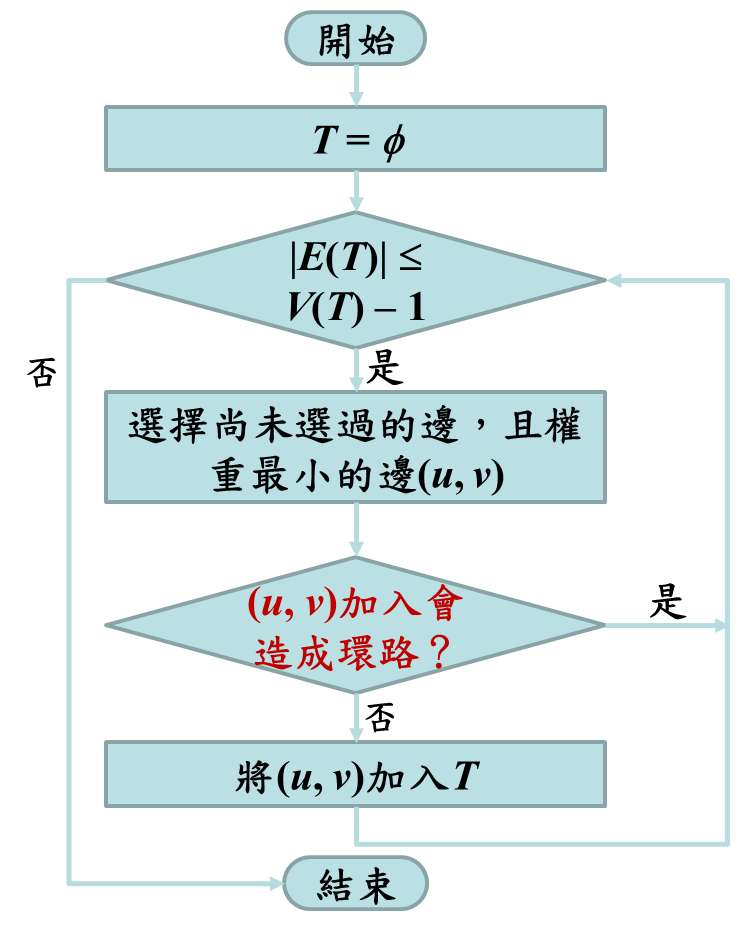 開始
T = ϕ
|E(T)| ≤
V(T) – 1
是
否
選擇尚未選過的邊，且權
重最小的邊(u, v)
(u, v)加入會
造成環路？
是
否
將(u, v)加入T
結束